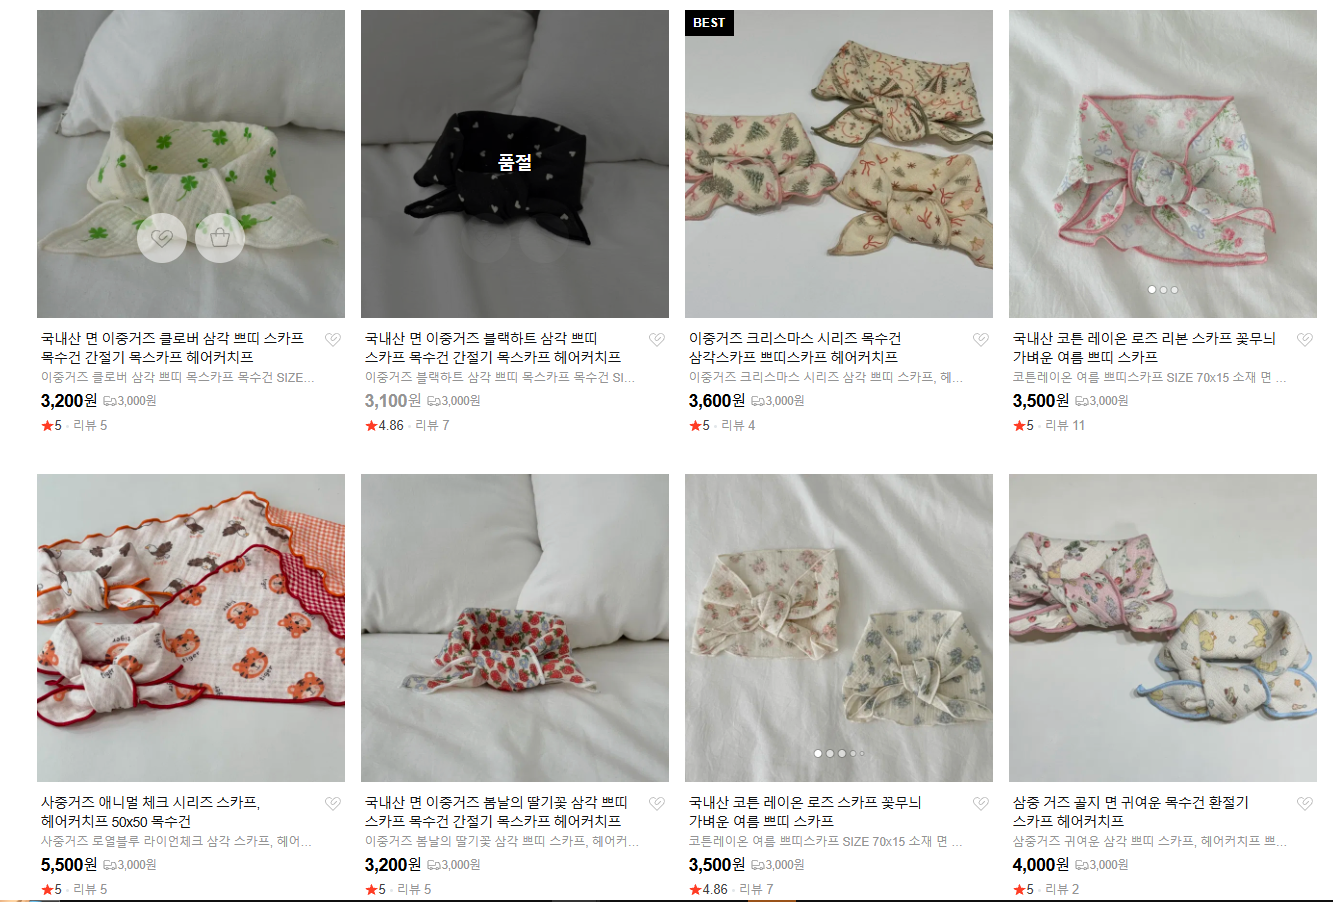 BEST
품절
국내산 면 이중거즈 클로버 삼각 쁘띠 스카프
목수건 간절기 목스카프 헤어커치프
이중거즈 클로버 삼각 쁘띠 목스카프 목수건 SIZE...
3,200원 3,000원
★5 · 리뷰 5
국내산 면 이중거즈 블랙하트 삼각 쁘띠
스카프 목수건 간절기 목스카프 헤어커치프
이중거즈 블랙하트 삼각 쁘띠 목스카프 목수건 SI...
3,100원 3,000원
★4.86 · 리뷰 7
이중거즈 크리스마스 시리즈 목수건
삼각스카프 쁘띠스카프 헤어커치프
이중거즈 크리스마스 시리즈 삼각 쁘띠 스카프, 헤...
3,600원 3,000원
★5 · 리뷰 4
국내산 코튼 레이온 로즈 리본 스카프 꽃무늬
가벼운 여름 쁘띠 스카프
코튼레이온 여름 쁘띠스카프 SIZE 70x15 소재 면 ...
3,500원 3,000원
★5 · 리뷰 11
tiger
tiger
사중거즈 애니멀 체크 시리즈 스카프,
헤어커치프 50x50 목수건
사중거즈 로열블루 라이언체크 삼각 스카프, 헤어...
5,500원 3,000원
★5 · 리뷰 5
국내산 면 이중거즈 봄날의 딸기꽃 삼각 쁘띠
스카프 목수건 간절기 목스카프 헤어커치프
이중거즈 봄날의 딸기꽃 삼각 쁘띠 스카프, 헤어커...
3,200원 3,000원
★5 · 리뷰 5
국내산 코튼 레이온 로즈 스카프 꽃무늬
가벼운 여름 쁘띠 스카프
코튼레이온 여름 쁘띠스카프 SIZE 70x15 소재 면 ...
3,500원 3,000원
★4.86 · 리뷰 7
삼중 거즈 골지 면 귀여운 목수건 환절기
스카프 헤어커치프
삼중거즈 귀여운 삼각 쁘띠 스카프, 헤어커치프 쁘...
4,000원 3,000원
★5 · 리뷰 2